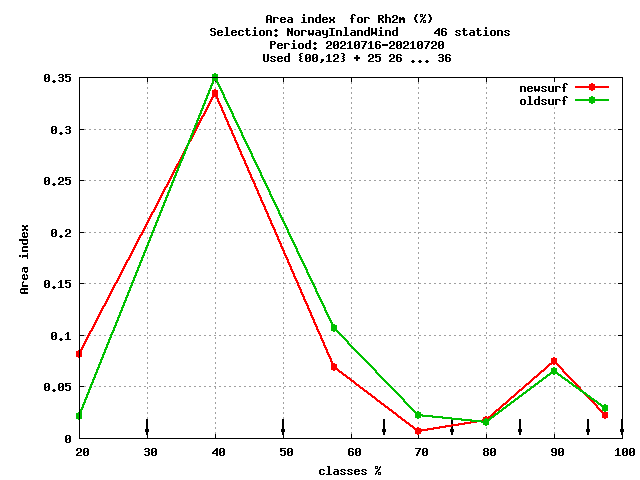 Area index  for Rh2m (%)
Selection: NorwayInlandWind     46 stations
Period: 20210716-20210720
Used {00,12} + 25 26 ... 36
newsurf
oldsurf
0.35
0.3
0.25
0.2
0.15
0.1
0.05
0
Area index
20 30 40 50 60 70 80 90 100
classes %